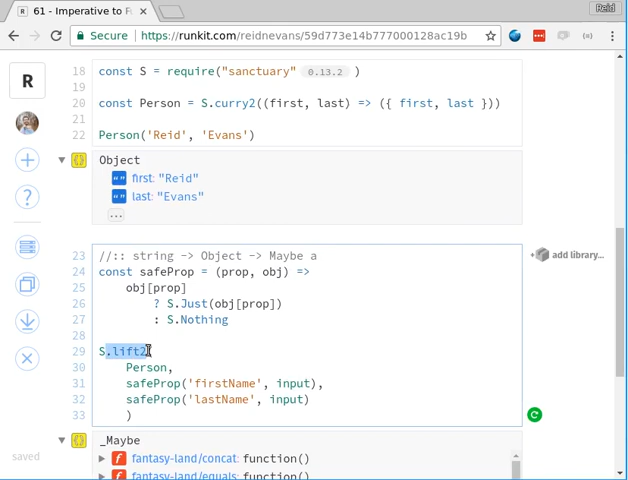 61 - Imperative to F
Reid
Secure https://runkit.com/reidnevans/59d773e14b7777000128ac19b
R
18 const S = require("sanctuary" 0.13.2 )
19
20 const Person = S.curry2((first, last) => ({ first, last }))
21
22 Person('Reid', 'Evans')
{} Object
"" first: "Reid"
"" last: "Evans"
...
23 //:: string -> Object -> Maybe a
24 const safeProp = (prop, obj) =>
25 obj[prop]
26 ? S.Just(obj[prop])
27 : S.Nothing
28
29 S.lift2(
30 Person,
31 safeProp('firstName', input),
32 safeProp('lastName', input)
33 )
+ add library...
{} _Maybe
f fantasy-land/concat: function()
f fantasy-land/equals: function()
saved